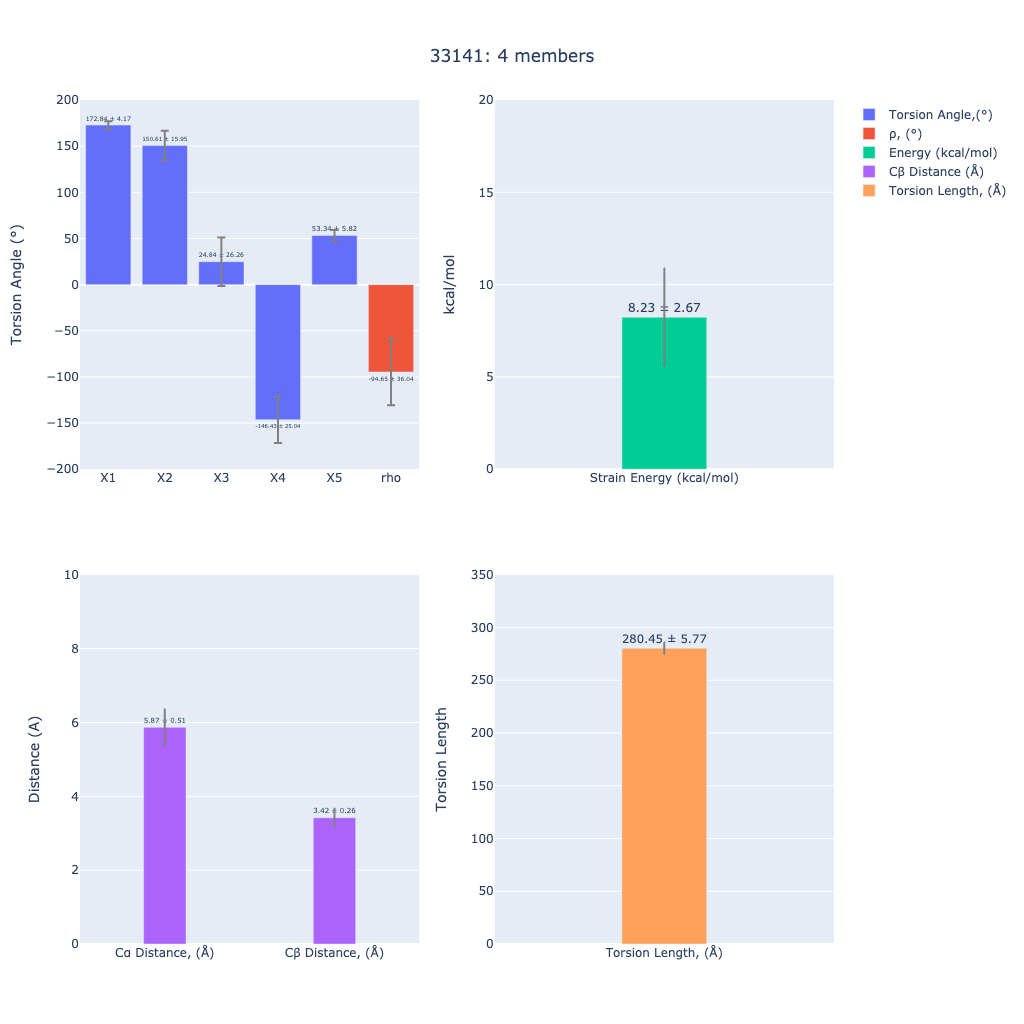 33141: 4 members
Torsion Angle (°)
200
150
100
50
0
−50
−100
−150
−200
172.84 ± 4.17
150.61 ± 15.95
24.84 ± 26.26
-146.43 ± 25.04
53.34 ± 5.82
-94.65 ± 36.04
X1 X2 X3 X4 X5 rho
kcal/mol
20
15
10
5
0
8.23 ± 2.67
Strain Energy (kcal/mol)
Torsion Angle,(°)
ρ, (°)
Energy (kcal/mol)
Cβ Distance (Å)
Torsion Length, (Å)
Distance (A)
10
8
6
4
2
0
5.87 ± 0.51
3.42 ± 0.26
Cα Distance, (Å) Cβ Distance, (Å)
Torsion Length
350
300
250
200
150
100
50
0
280.45 ± 5.77
Torsion Length, (Å)